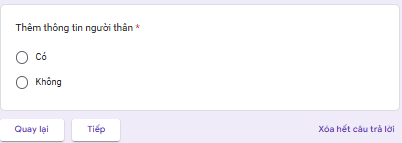 Thêm thông tin người thân *
Có
Không
Quay lại Tiếp Xóa hết câu trả lời